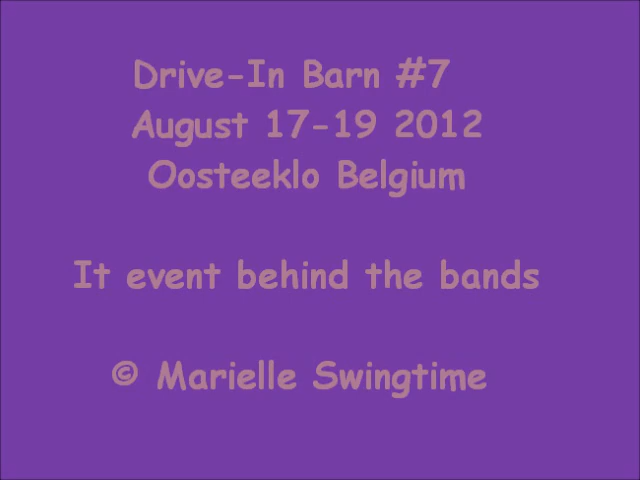 Drive-In Barn #7
August 17-19 2012
Oosteeklo Belgium
It event behind the bands
© Marielle Swingtime